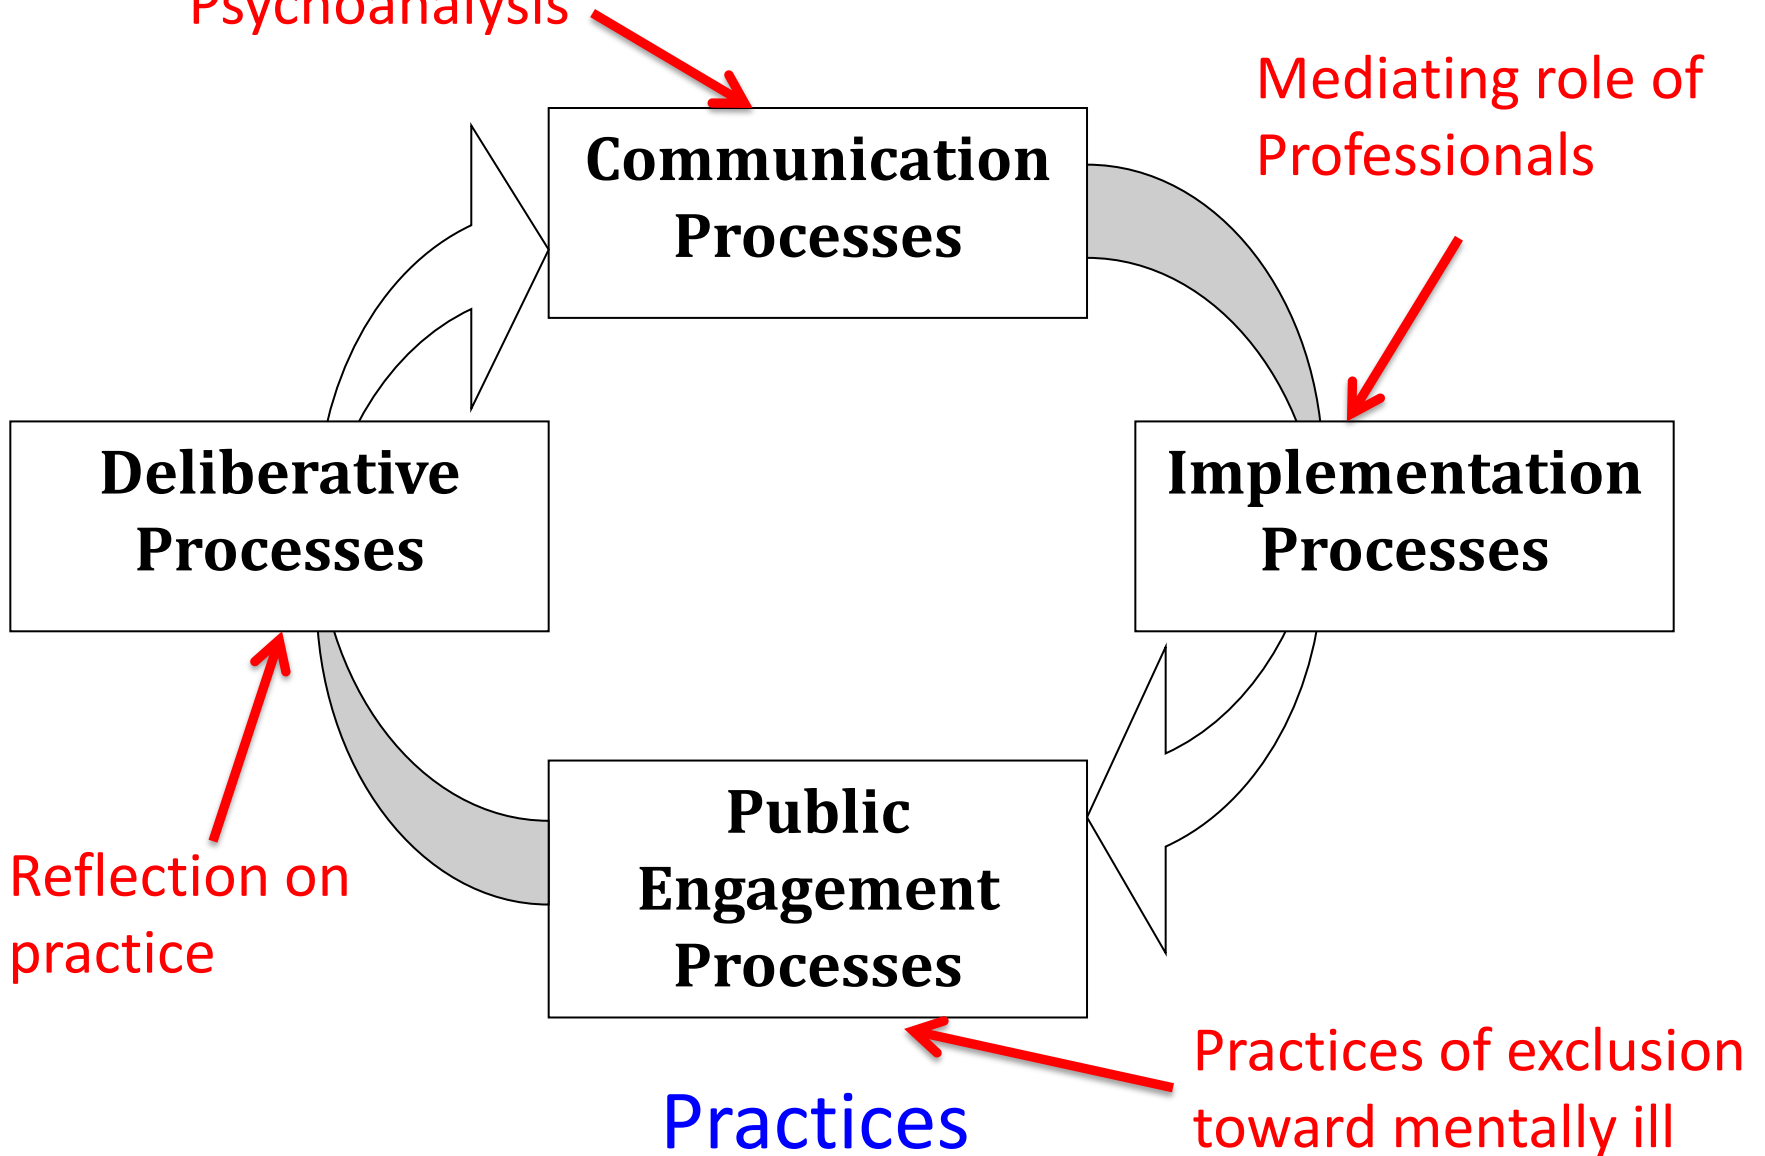 Psychoanalysis
Mediating role of
Professionals
Communication
Processes
Deliberative
Processes
Implementation
Processes
Public
Engagement
Processes
Reflection on
practice
Practices of exclusion
toward mentally ill
Practices